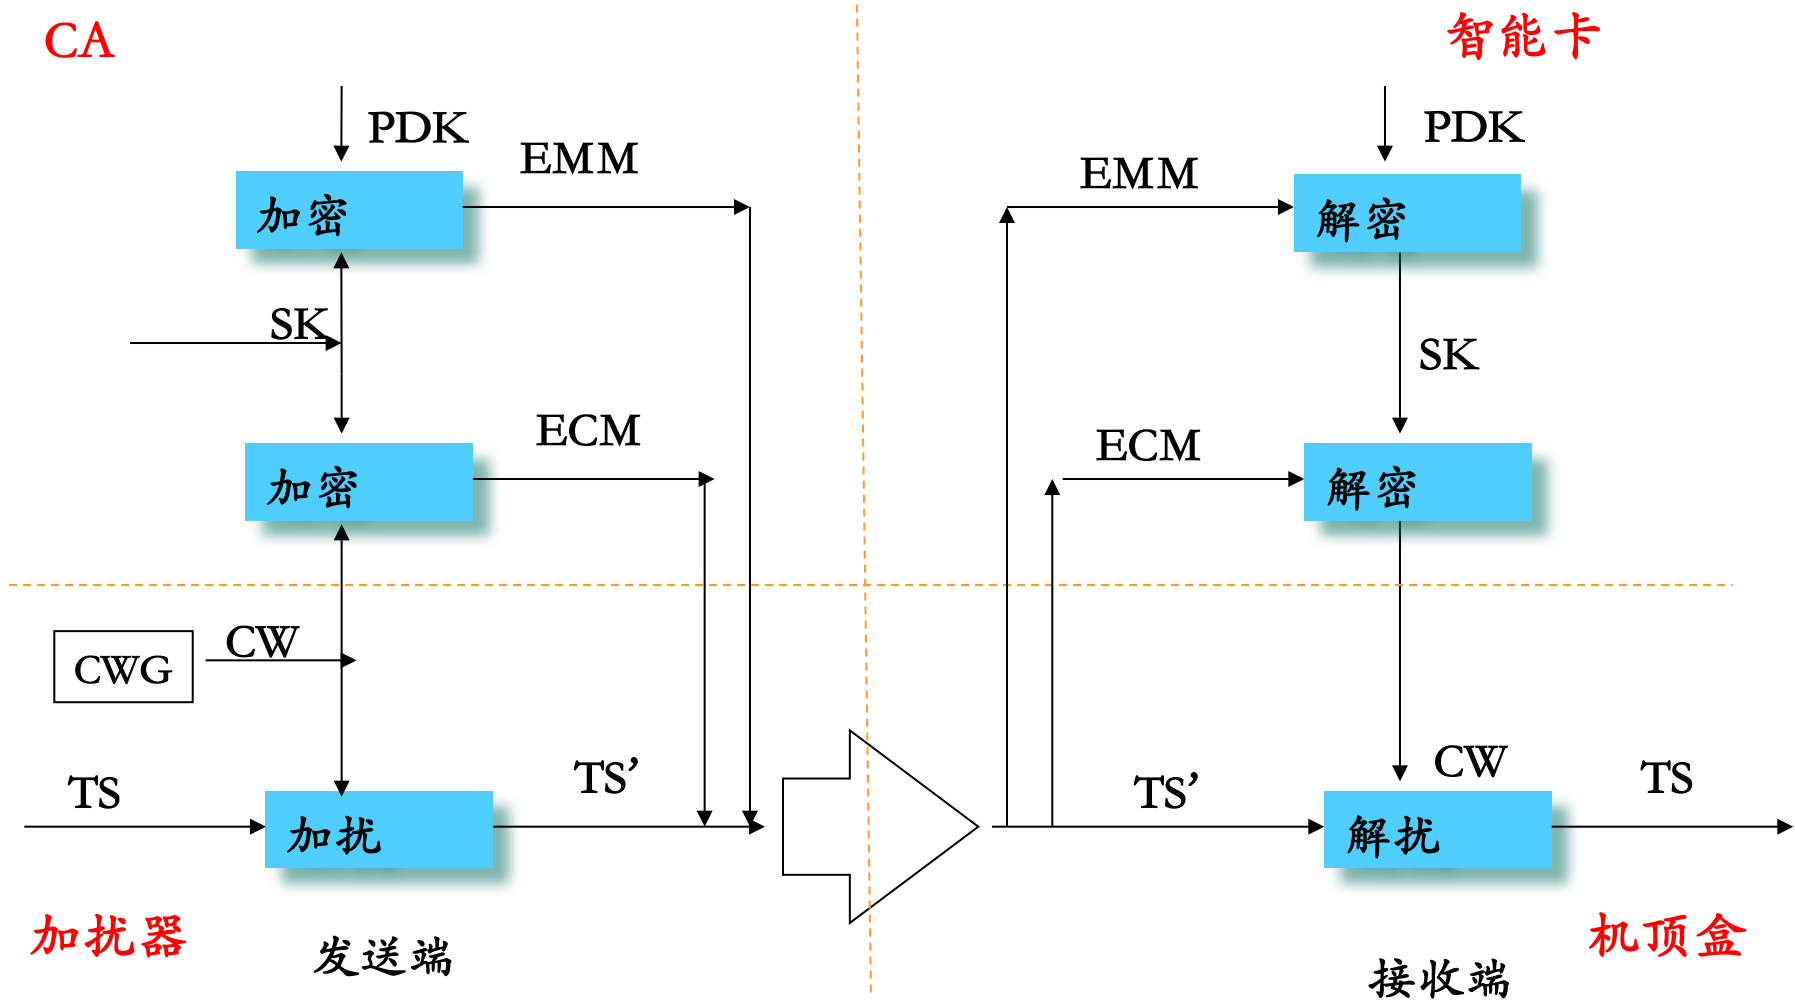 CA
智能卡
PDK
PDK
EMM
EMM
加密
解密
SK
SK
ECM
ECM
加密
解密
CW
CWG
CW
TS
TS’
TS’
TS
加扰
解扰
加扰器
机顶盒
发送端
接收端